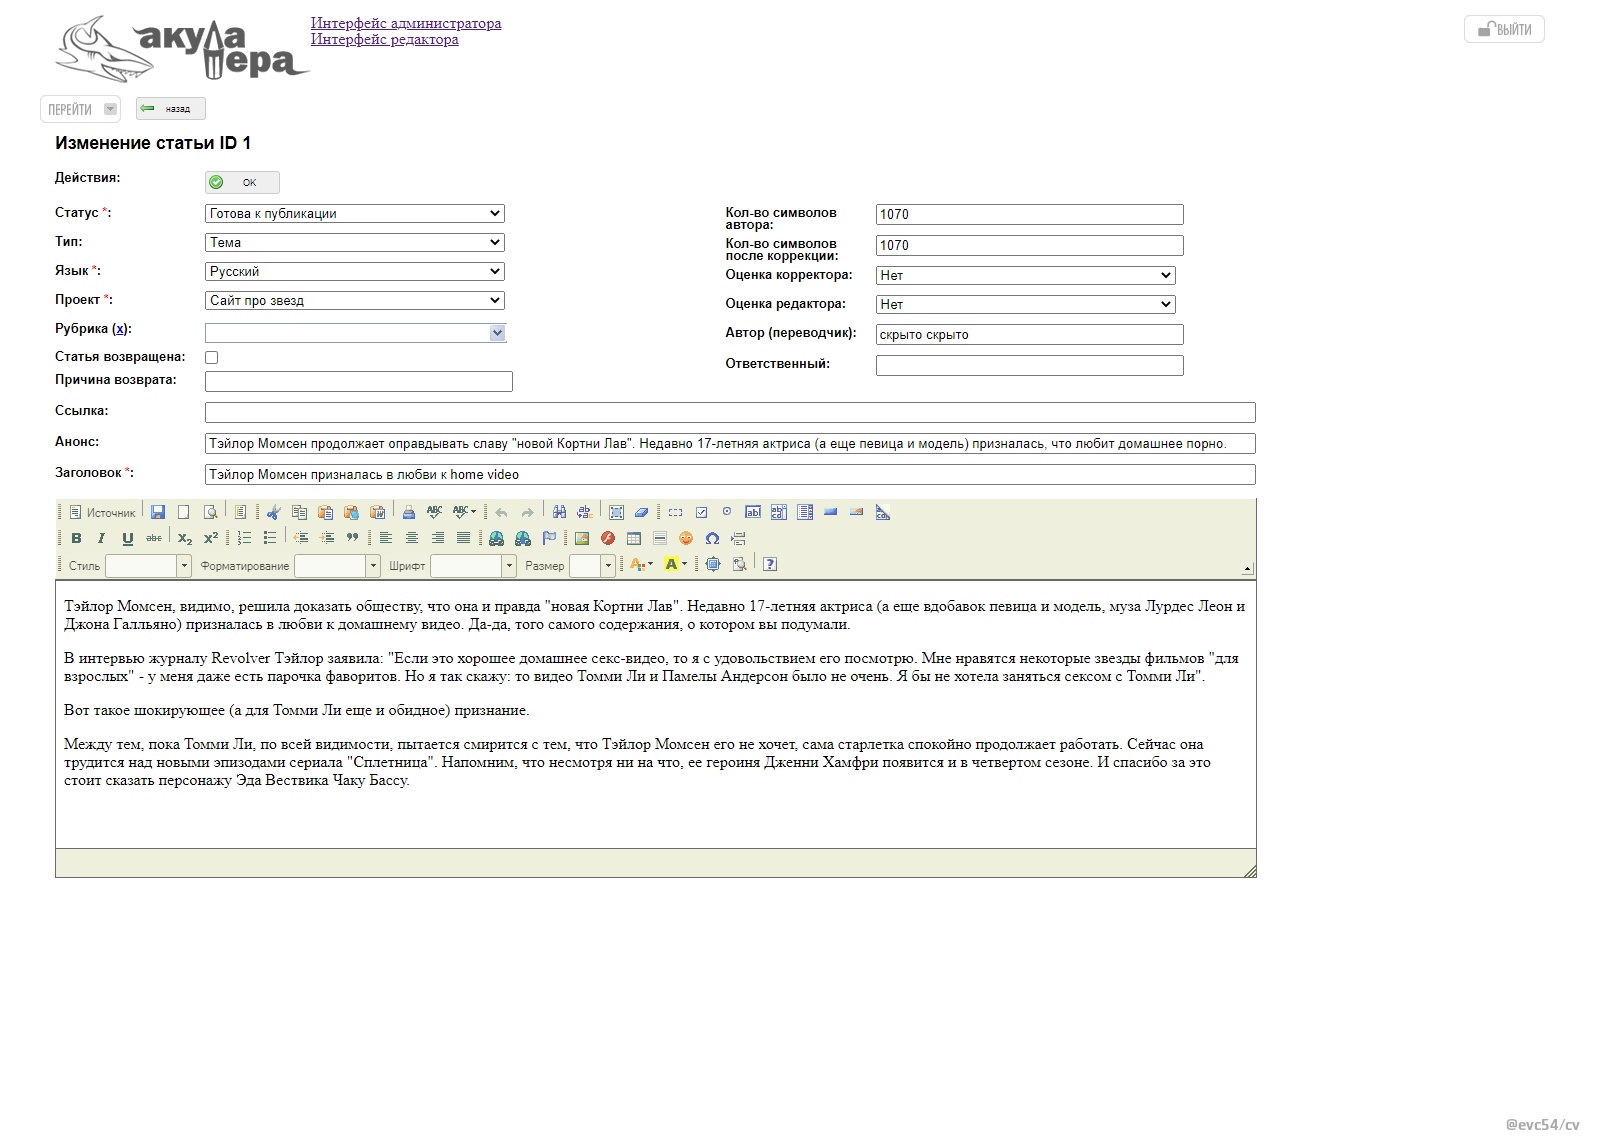 акула пера
Интерфейс администратора
Интерфейс редактора
ВЫЙТИ
ПЕРЕЙТИ
назад
Изменение статьи ID 1
Действия:
ОК
Статус *:
Готова к публикации
Тип:
Тема
Язык *:
Русский
Проект *:
Сайт про звезд
Рубрика (x):
Статья возвращена:
Причина возврата:
Кол-во символов
автора:
1070
Кол-во символов
после коррекции:
1070
Оценка корректора:
Нет
Оценка редактора:
Нет
Автор (переводчик):
скрыто скрыто
Ответственный:
Ссылка:
Анонс:
Тэйлор Момсен продолжает оправдывать славу "новой Кортни Лав". Недавно 17-летняя актриса (а еще певица и модель) призналась, что любит домашнее порно.
Заголовок *:
Тэйлор Момсен призналась в любви к home video
Источник
Стиль Форматирование Шрифт Размер
Тэйлор Момсен, видимо, решила доказать обществу, что она и правда "новая Кортни Лав". Недавно 17-летняя актриса (а еще вдобавок певица и модель, муза Лурдес Леон и
Джона Галльяно) призналась в любви к домашнему видео. Да-да, того самого содержания, о котором вы подумали.
В интервью журналу Revolver Тэйлор заявила: "Если это хорошее домашнее секс-видео, то я с удовольствием его посмотрю. Мне нравятся некоторые звезды фильмов "для
взрослых" - у меня даже есть парочка фаворитов. Но я так скажу: то видео Томми Ли и Памелы Андерсон было не очень. Я бы не хотела заняться сексом с Томми Ли".
Вот такое шокирующее (а для Томми Ли еще и обидное) признание.
Между тем, пока Томми Ли, по всей видимости, пытается смирится с тем, что Тэйлор Момсен его не хочет, сама старлетка спокойно продолжает работать. Сейчас она
трудится над новыми эпизодами сериала "Сплетница". Напомним, что несмотря ни на что, ее героиня Дженни Хамфри появится и в четвертом сезоне. И спасибо за это
стоит сказать персонажу Эда Вествика Чаку Бассу.
@evc54/cv